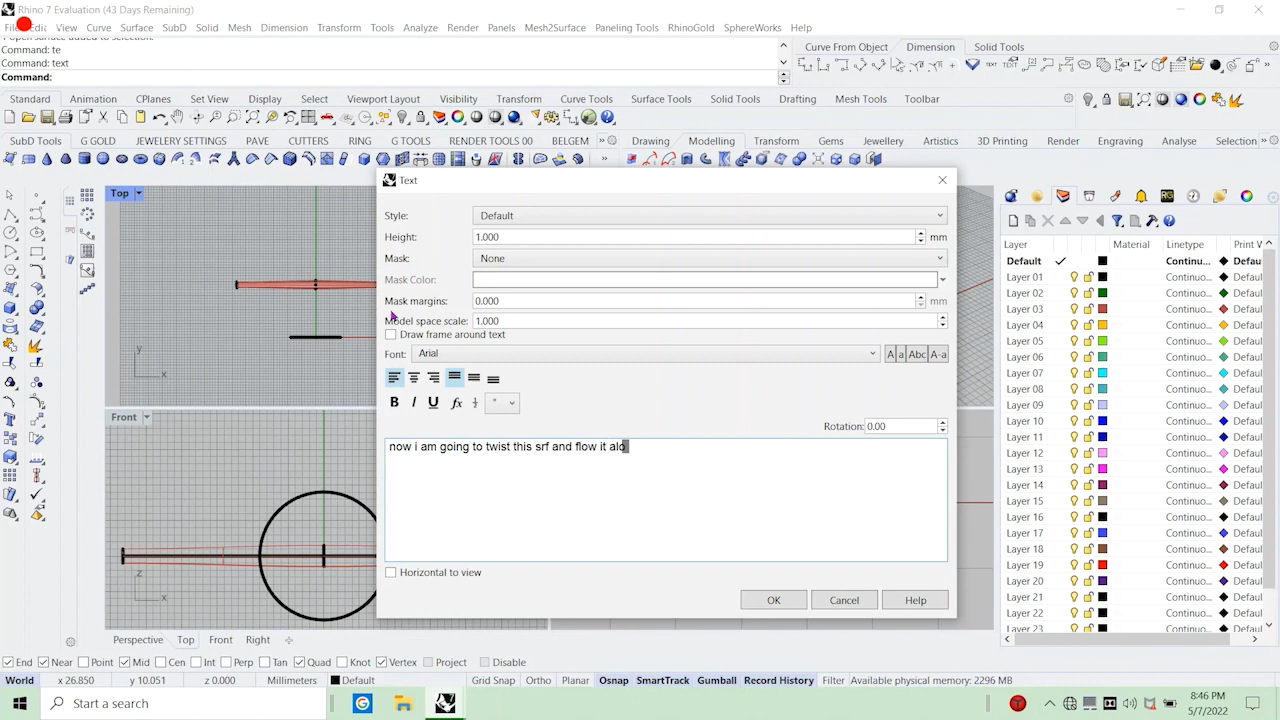 Rhino 7 Evaluation (43 Days Remaining)
View Curve Surface SubD Solid Mesh Dimension Transform Tools Analyze Render Panels Mesh2Surface Paneling Tools RhinoGold SphereWorks Help
Command: te
Command: text
Command:
Curve From Object Dimension Solid Tools
Standard Animation CPlanes Set View Display Select Viewport Layout Visibility Transform Curve Tools Surface Tools Solid Tools Drafting Mesh Tools Toolbar
SubD Tools G GOLD JEWELERY SETTINGS PAVE CUTTERS RING G TOOLS RENDER TOOLS 00 BELGEM Drawing Modelling Transform Gems Jewellery Artistics 3D Printing Render Engraving Analyse Selection
Top
Text
Style: Default
Height: 1.000 mm
Mask: None
Mask Color:
Mask margins: 0.000 mm
Model space scale: 1.000
Draw frame around text
Font: Arial
Rotation: 0.00
now i am going to twist this srf and flow it alo
Horizontal to view
OK Cancel Help
Front
y
x
z
x
Layer Material Linetype Print W
Default Continu... Defau
Layer 01 Continuo... Defaul
Layer 02 Continuo... Defaul
Layer 03 Continuo... Defaul
Layer 04 Continuo... Defaul
Layer 05 Continuo... Defaul
Layer 06 Continuo... Defaul
Layer 07 Continuo... Defaul
Layer 08 Continuo... Defaul
Layer 09 Continuo... Defaul
Layer 10 Continuo... Defaul
Layer 11 Continuo... Defaul
Layer 12 Continuo... Defaul
Layer 13 Continuo... Defaul
Layer 14 Continuo... Defaul
Layer 15 Continuo... Defaul
Layer 16 Continuo... Defaul
Layer 17 Continuo... Defaul
Layer 18 Continuo... Defaul
Layer 19 Continuo... Defaul
Layer 20 Continuo... Defaul
Layer 21 Continuo... Defaul
Layer 22 Continuo... Defaul
Layer 23 Continuo... Defaul
Perspective Top Front Right
End Near Point Mid Cen Int Perp Tan Quad Knot Vertex Project Disable
World x 26.850 y 10.051 z 0.000 Millimeters Default Grid Snap Ortho Planar Osnap SmartTrack Gumball Record History Filter Available physical memory: 2296 MB
Start a search
8:46 PM
5/7/2022